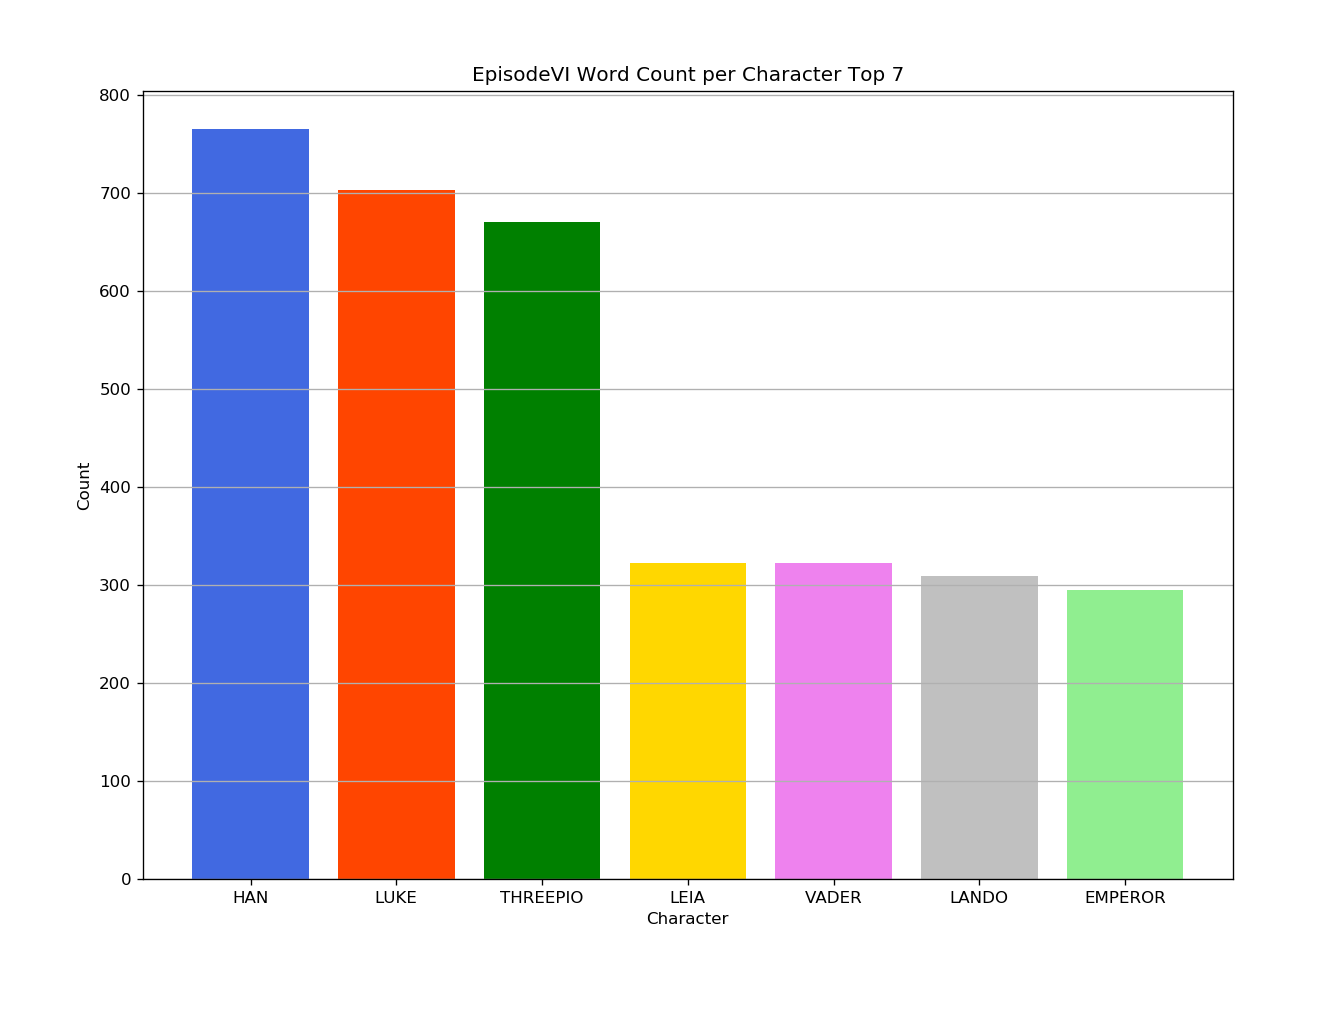 EpisodeVI Word Count per Character Top 7
800
700
600
500
400
300
200
100
0
Count
HAN LUKE THREEPIO LEIA VADER LANDO EMPEROR
Character